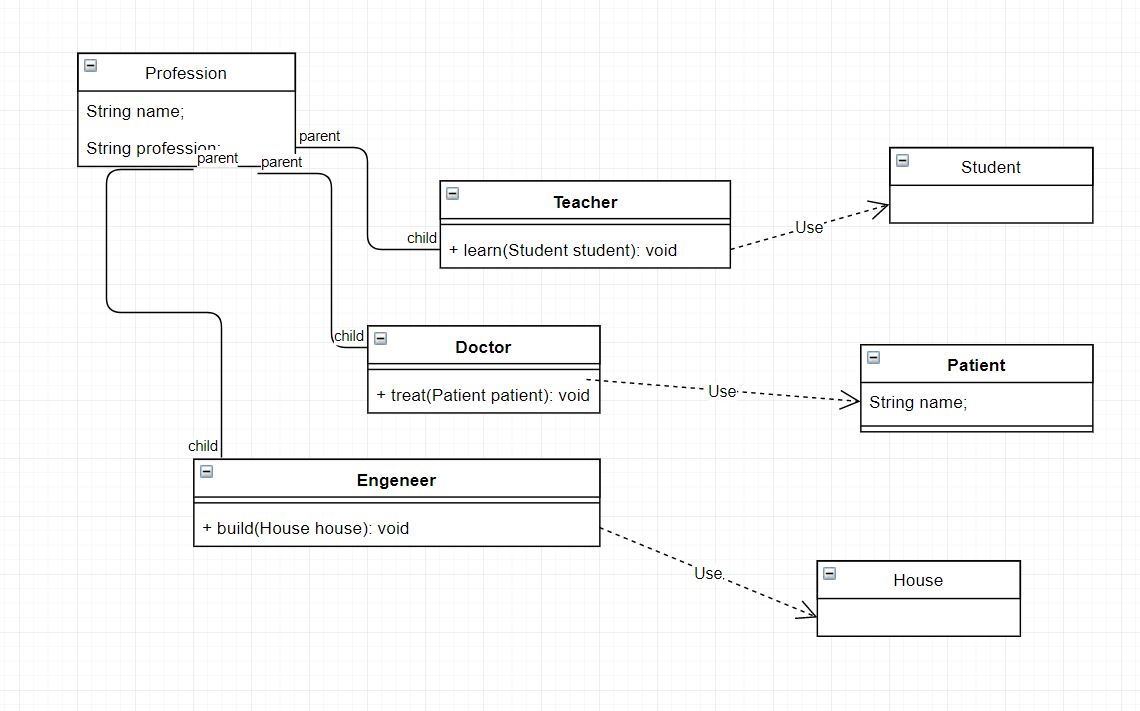 Profession
String name;
String profession;
parent
parent
parent
child
Teacher
+ learn(Student student): void
Use
Student
child
Doctor
+ treat(Patient patient): void
Use
Patient
String name;
child
Engeneer
+ build(House house): void
Use
House